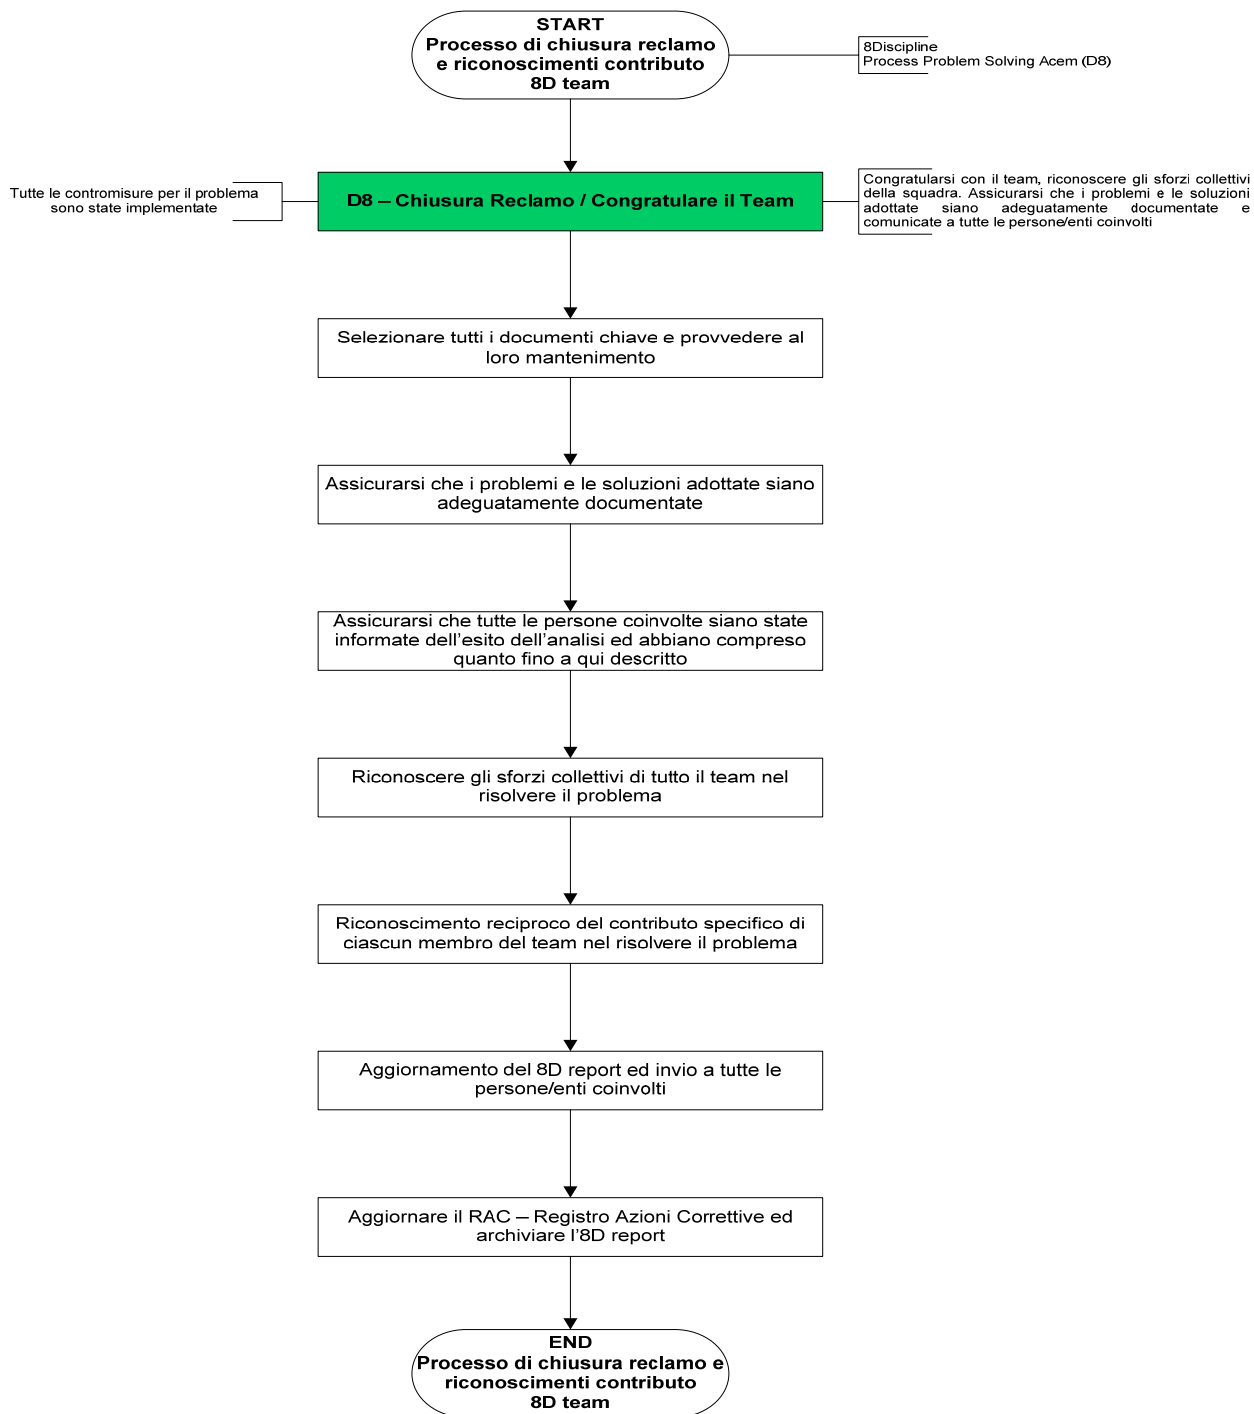 START
Processo di chiusura reclamo
e riconoscimenti contributo
8D team
8Discipline
Process Problem Solving Acem (D8)
Tutte le contromisure per il problema
sono state implementate
D8 – Chiusura Reclamo / Congratulare il Team
Congratularsi con il team, riconoscere gli sforzi collettivi
della squadra. Assicurarsi che i problemi e le soluzioni
adottate siano adeguatamente documentate e
comunicate a tutte le persone/enti coinvolti
Selezionare tutti i documenti chiave e provvedere al
loro mantenimento
Assicurarsi che i problemi e le soluzioni adottate siano
adeguatamente documentate
Assicurarsi che tutte le persone coinvolte siano state
informate dell'esito dell'analisi ed abbiano compreso
quanto fino a qui descritto
Riconoscere gli sforzi collettivi di tutto il team nel
risolvere il problema
Riconoscimento reciproco del contributo specifico di
ciascun membro del team nel risolvere il problema
Aggiornamento del 8D report ed invio a tutte le
persone/enti coinvolti
Aggiornare il RAC – Registro Azioni Correttive ed
archiviare l'8D report
END
Processo di chiusura reclamo e
riconoscimenti contributo
8D team